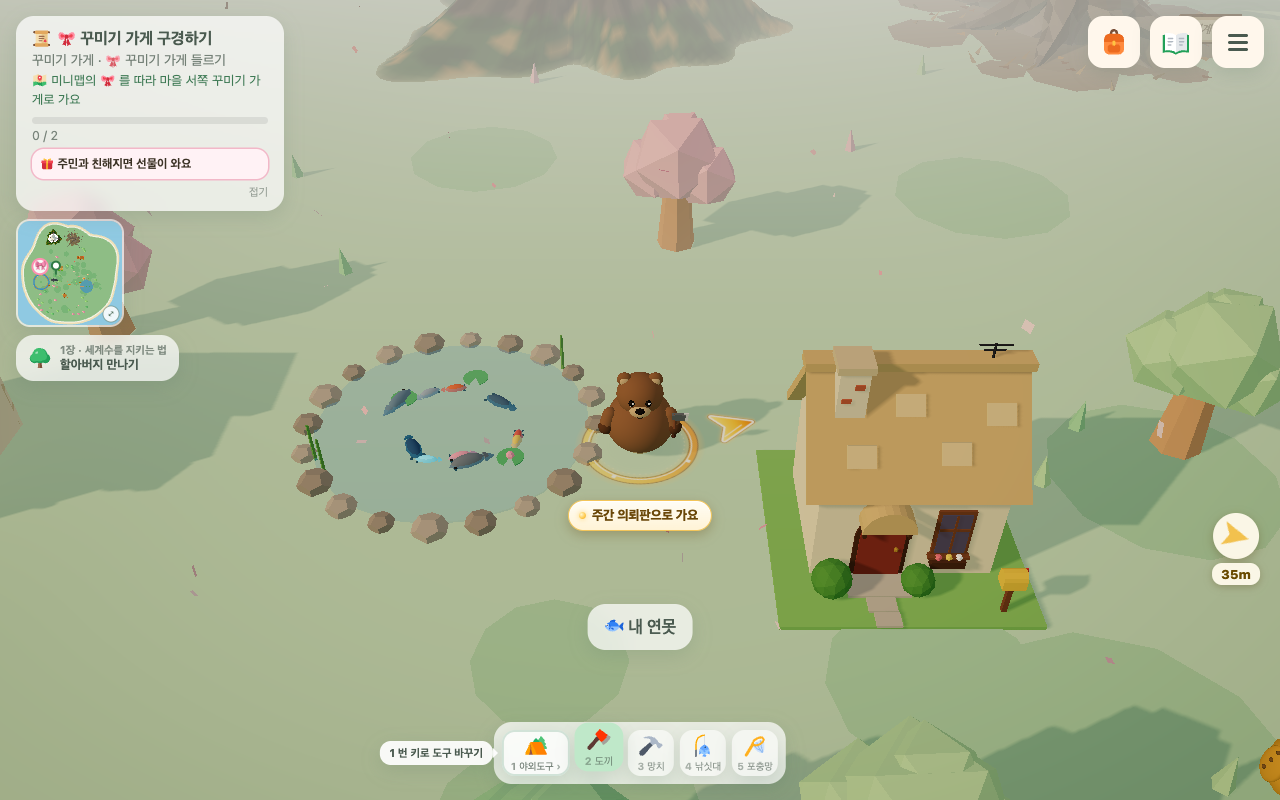 꾸미기 가게 구경하기
꾸미기 가게 · 꾸미기 가게 들르기
미니맵의 를 따라 마을 서쪽 꾸미기 가
게로 가요
0 / 2
주민과 친해지면 선물이 와요
접기
1장 · 세계수를 지키는 법
할아버지 만나기
주간 의뢰판으로 가요
35m
내 연못
1 번 키로 도구 바꾸기
1 야외도구 ›
2 도끼
3 망치
4 낚싯대
5 포충망